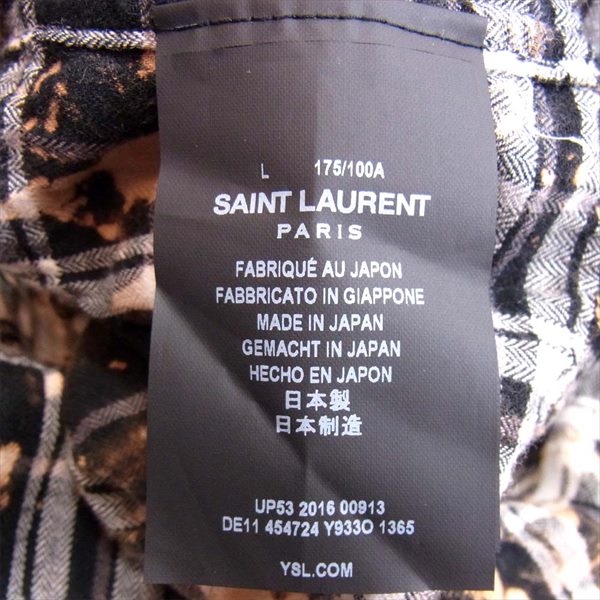 L 175/100A
SAINT LAURENT
PARIS
FABRIQUÉ AU JAPON
FABBRICATO IN GIAPPONE
MADE IN JAPAN
GEMACHT IN JAPAN
HECHO EN JAPON
日本製
日本制造
UP53 2016 00913
DE11 454724 Y933O 1365
YSL.COM